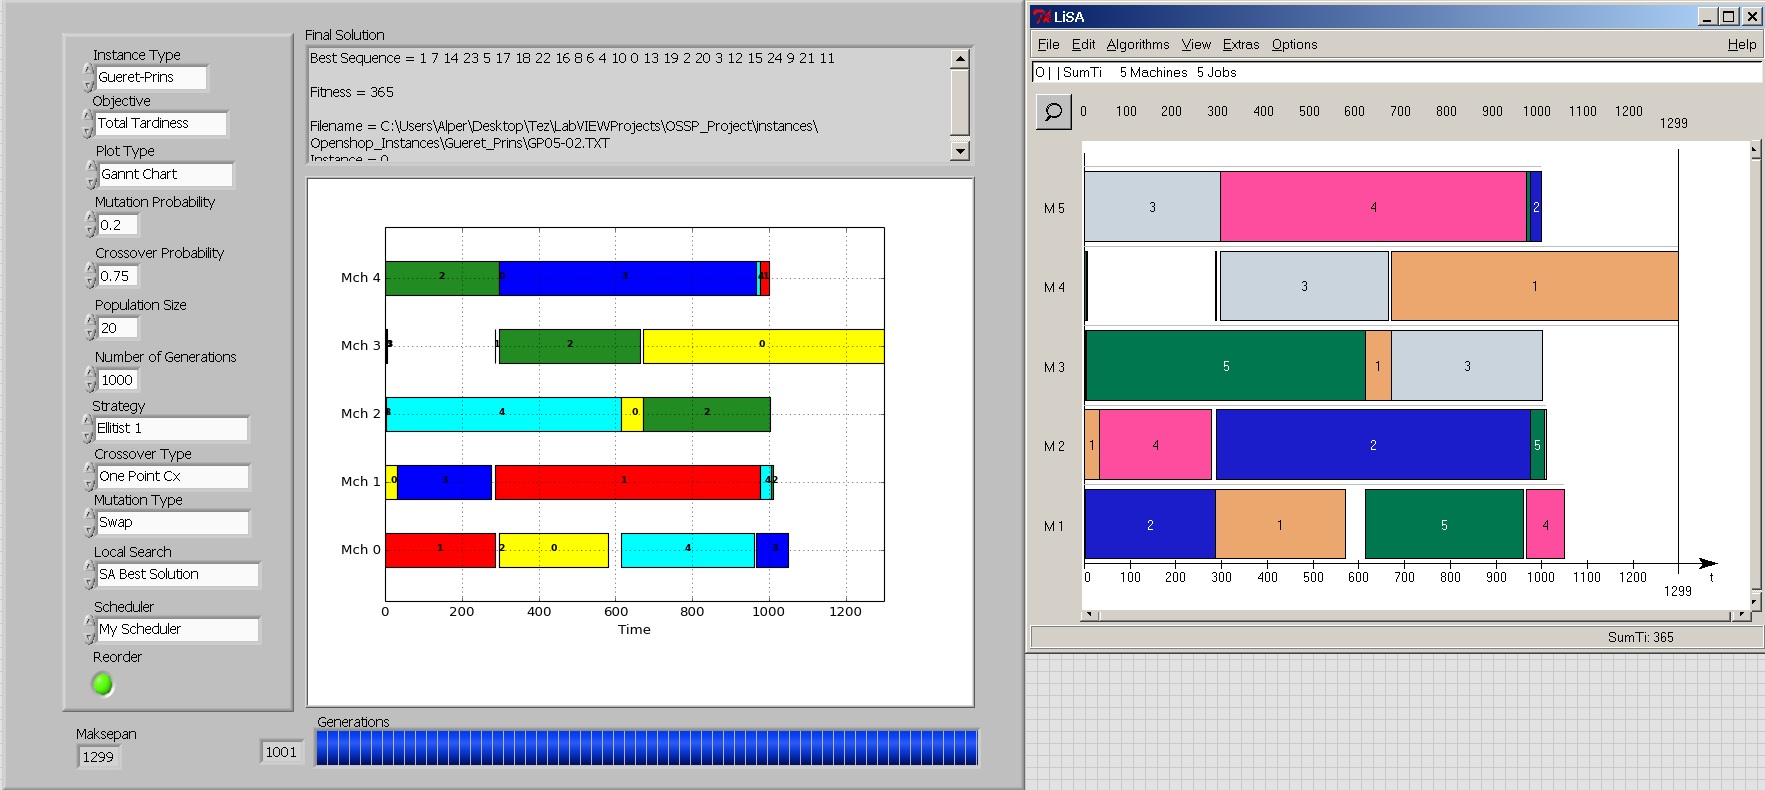 Instance Type
Gueret-Prins
Objective
Total Tardiness
Plot Type
Gannt Chart
Mutation Probability
0.2
Crossover Probability
0.75
Population Size
20
Number of Generations
1000
Strategy
Ellitist 1
Crossover Type
One Point Cx
Mutation Type
Swap
Local Search
SA Best Solution
Scheduler
My Scheduler
Reorder
Maksepan
1299
1001
Final Solution
Best Sequence = 1 7 14 23 5 17 18 22 16 8 6 4 10 0 13 19 2 20 3 12 15 24 9 21 11
Fitness = 365
Filename = C:\Users\Alper\Desktop\Tez\LabVIEWProjects\OSSP_Project\instances\
Openshop_Instances\Gueret_Prins\GP05-02.TXT
Instance = 0
Mch 4 2 3
Mch 3 1 2 0
Mch 2 4 0 2
Mch 1 0 3 1 4 2
Mch 0 1 2 0 4 3
0 200 400 600 800 1000 1200
Time
Generations
LiSA
File Edit Algorithms View Extras Options Help
O | | SumTi 5 Machines 5 Jobs
0 100 200 300 400 500 600 700 800 900 1000 1100 1200
1299
M 5 3 4 2
M 4 3 1
M 3 5 1 3
M 2 1 4 2 5
M 1 2 1 5 4
0 100 200 300 400 500 600 700 800 900 1000 1100 1200 t
1299
SumTi: 365